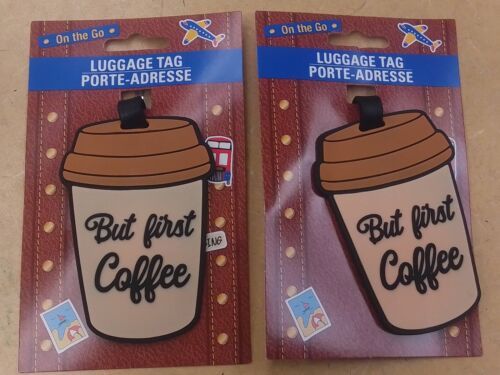 On the Go
LUGGAGE TAG
PORTE-ADRESSE
But first
Coffee
ING
On the Go
LUGGAGE TAG
PORTE-ADRESSE
But first
Coffee